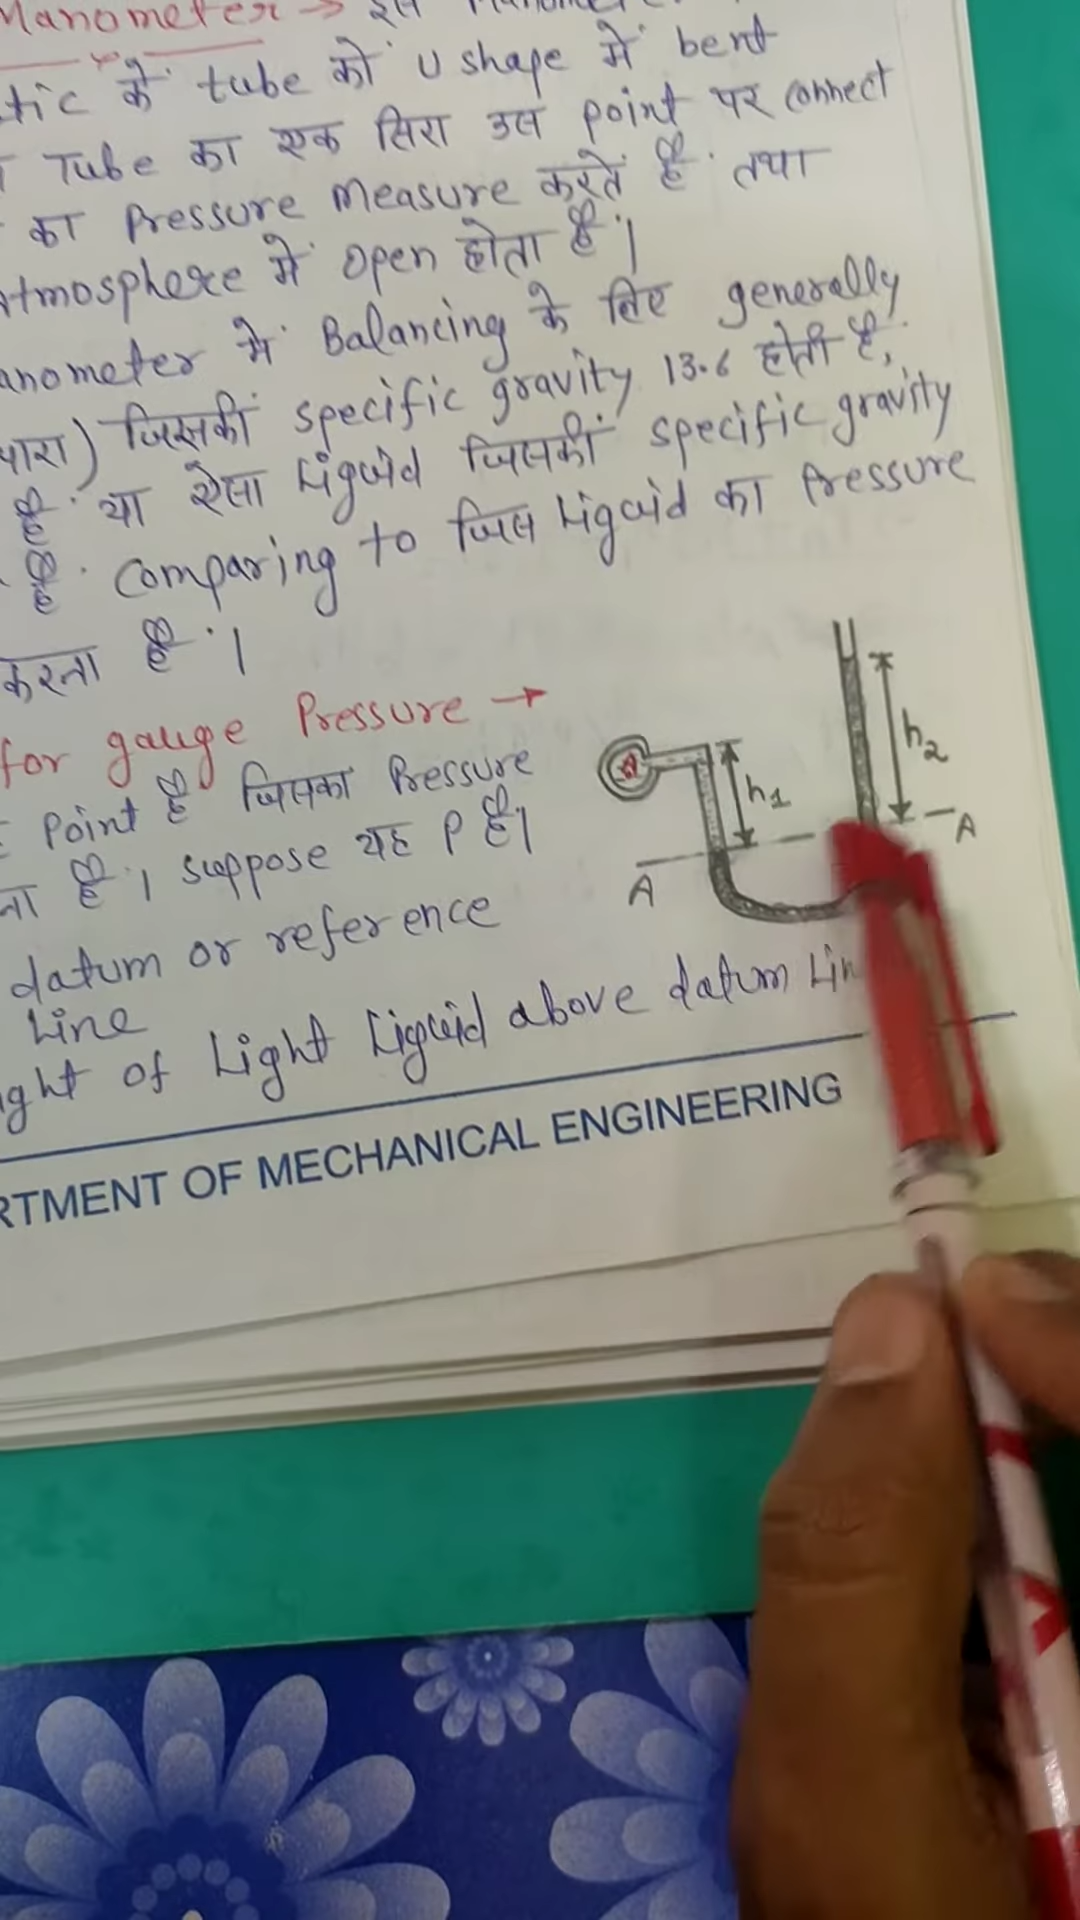 Manometer → इस
tic के tube को U shape में bent
Tube का एक सिरा उस point पर connect
का Pressure Measure करते है. तथा
tmosphere में open होता है।
anometer में Balancing के लिए generally
पारा) जिसकी specific gravity 13.6 होती है,
है. या ऐसा Liquid जिसकी specific gravity
है. Comparing to जिस Liquid का Pressure
करता है.।
for gauge Pressure →
Point है जिसका Pressure
ना है।, suppose यह P है।
datum or reference
Line
ght of Light Liquid above datum Lin
A
h1
h2
A
A
RTMENT OF MECHANICAL ENGINEERING